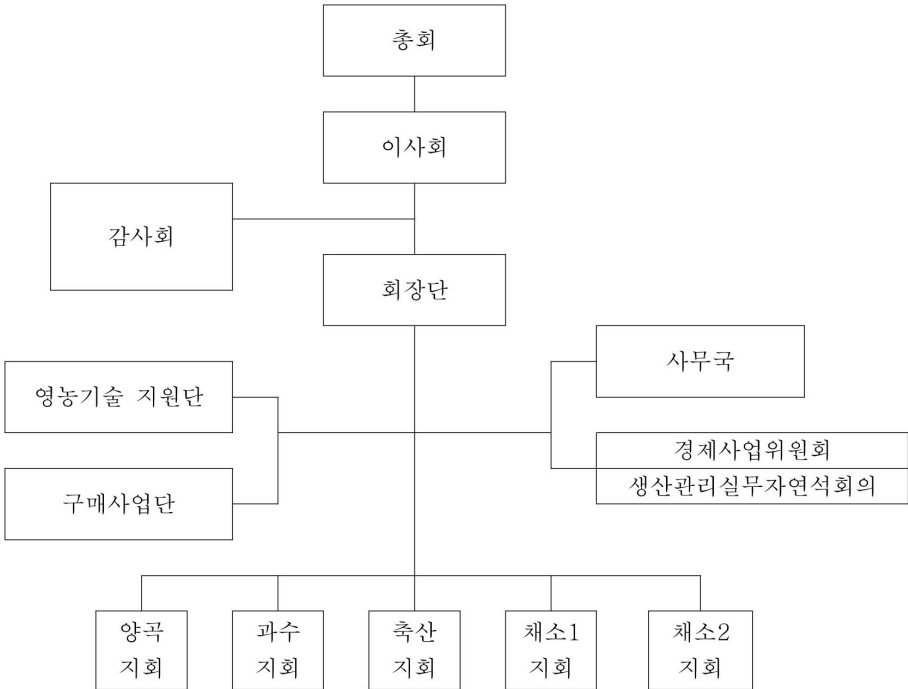 총회
이사회
감사회
회장단
사무국
영농기술 지원단
경제사업위원회
생산관리실무자연석회의
구매사업단
양곡
지회
과수
지회
축산
지회
채소1
지회
채소2
지회